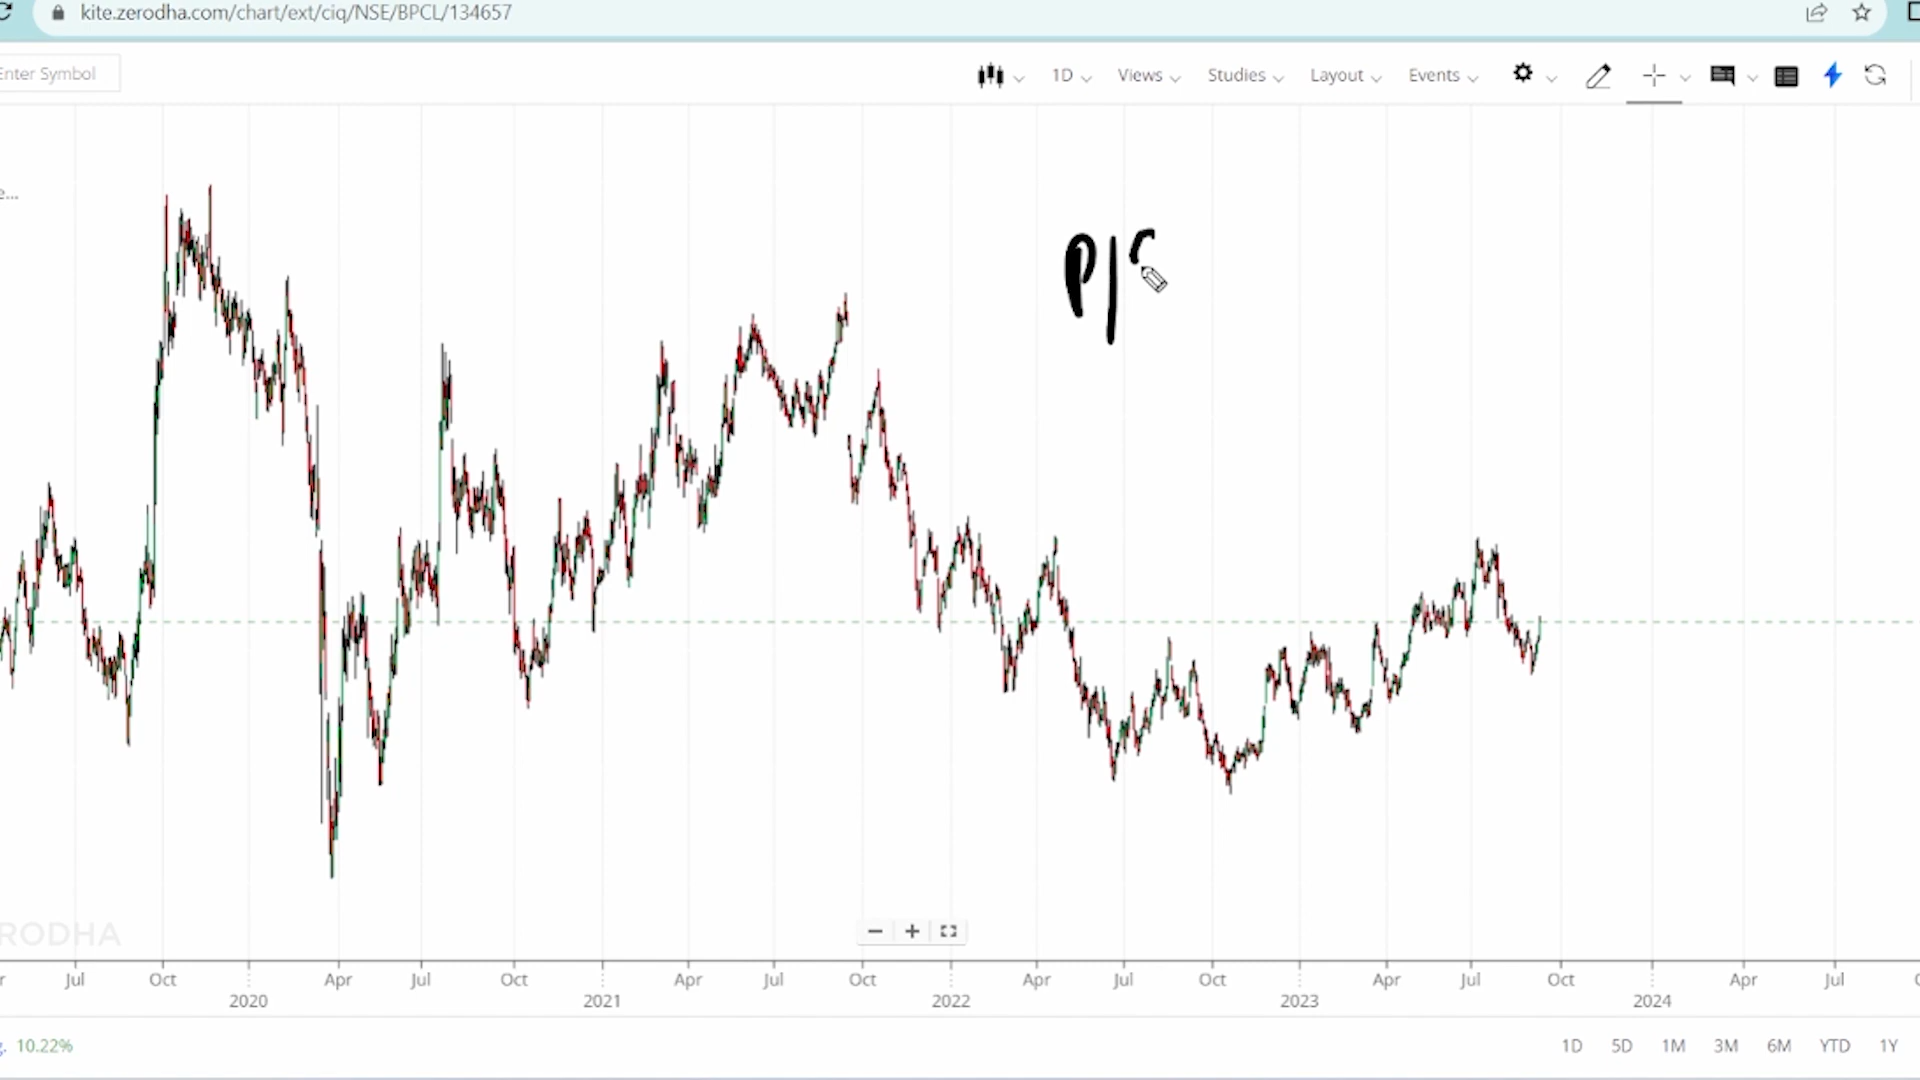 kite.zerodha.com/chart/ext/ciq/NSE/BPCL/134657
Enter Symbol
1D Views Studies Layout Events
e...
P/
RODHA
r Jul Oct Apr Jul Oct Apr Jul Oct Apr Jul Oct Apr Jul Oct Apr Jul
2020 2021 2022 2023 2024
g. 10.22% 1D 5D 1M 3M 6M YTD 1Y